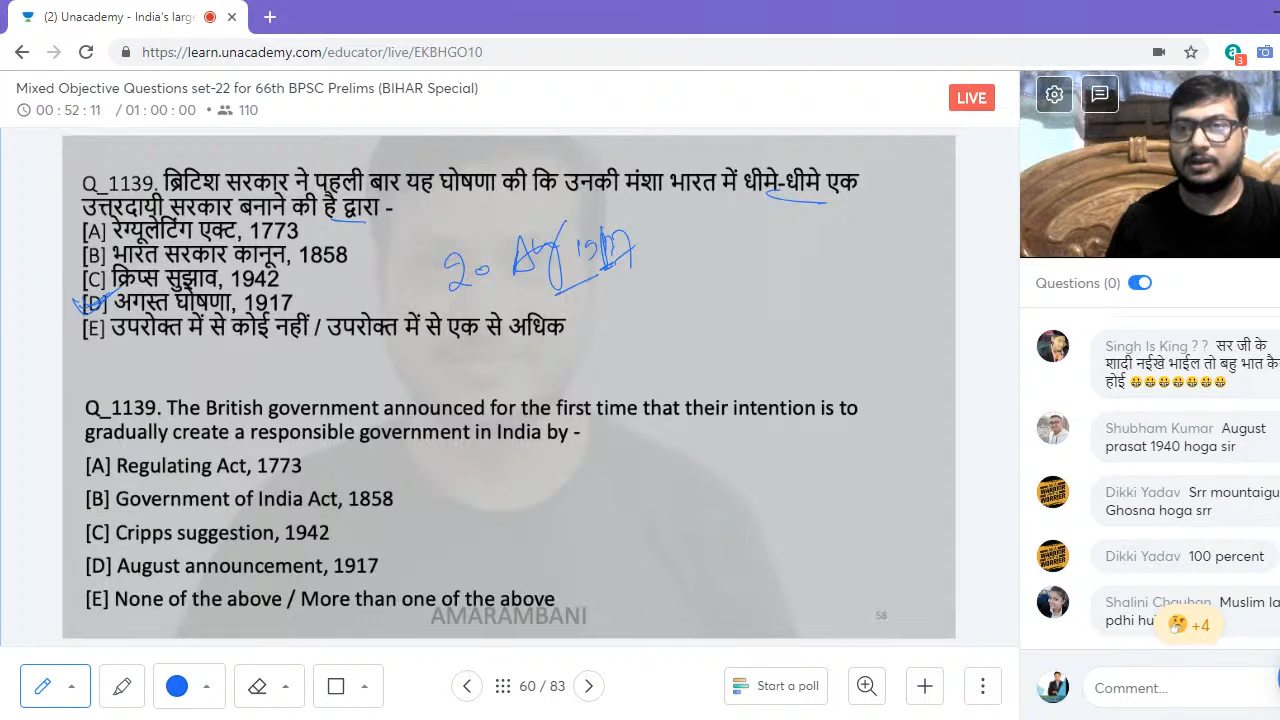 (2) Unacademy - India's larg
https://learn.unacademy.com/educator/live/EKBHGO10
3
Mixed Objective Questions set-22 for 66th BPSC Prelims (BIHAR Special)
00 : 52 : 11 / 01 : 00 : 00 • 110
LIVE
Q_1139. ब्रिटिश सरकार ने पहली बार यह घोषणा की कि उनकी मंशा भारत में धीमे-धीमे एक
उत्तरदायी सरकार बनाने की है द्वारा -
[A] रेग्यूलेटिंग एक्ट, 1773
[B] भारत सरकार कानून, 1858
[C] क्रिप्स सुझाव, 1942
[D] अगस्त घोषणा, 1917
[E] उपरोक्त में से कोई नहीं / उपरोक्त में से एक से अधिक
20 Aug 1917
Q_1139. The British government announced for the first time that their intention is to
gradually create a responsible government in India by -
[A] Regulating Act, 1773
[B] Government of India Act, 1858
[C] Cripps suggestion, 1942
[D] August announcement, 1917
[E] None of the above / More than one of the above
AMARAMBANI
58
Questions (0)
Singh Is King ? ? सर जी के
शादी नईखे भाईल तो बहु भात कै
होई 😛😛😛😛😛😛😛
Shubham Kumar August
prasat 1940 hoga sir
Dikki Yadav Srr mountaigu
Ghosna hoga srr
Dikki Yadav 100 percent
Shalini Chauhan Muslim la
pdhi hu
🤔 +4
60 / 83
Start a poll
Comment...